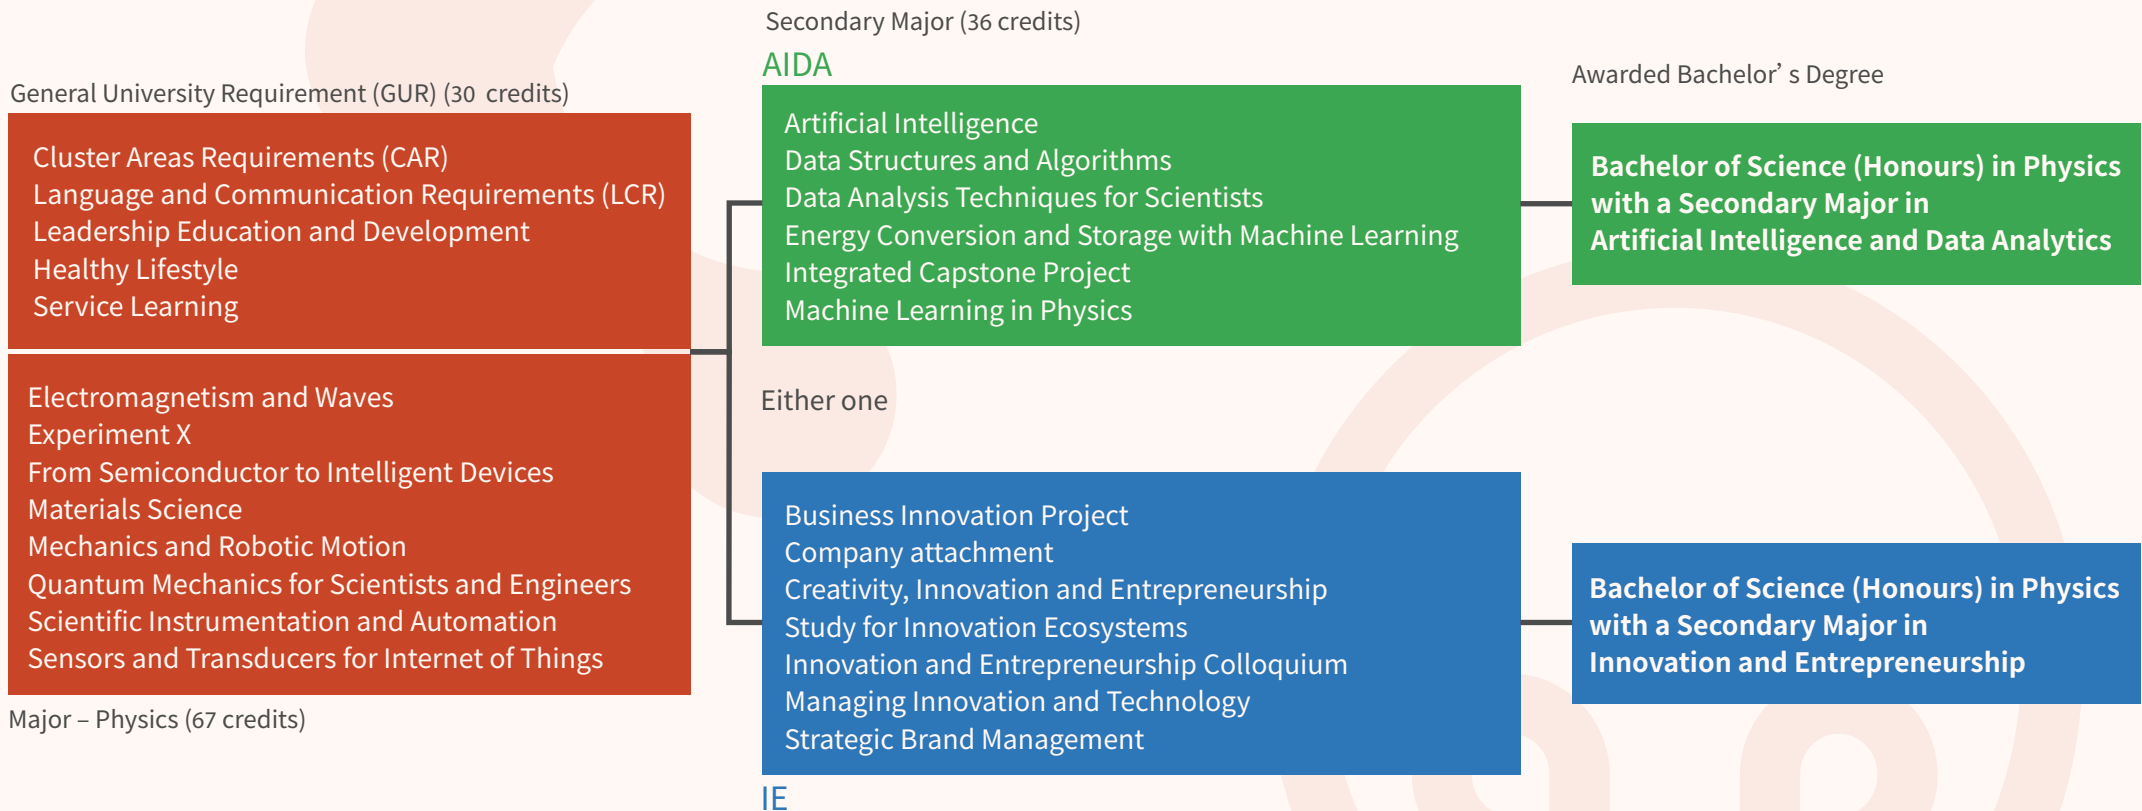 General University Requirement (GUR) (30 credits)
Cluster Areas Requirements (CAR)
Language and Communication Requirements (LCR)
Leadership Education and Development
Healthy Lifestyle
Service Learning
Electromagnetism and Waves
Experiment X
From Semiconductor to Intelligent Devices
Materials Science
Mechanics and Robotic Motion
Quantum Mechanics for Scientists and Engineers
Scientific Instrumentation and Automation
Sensors and Transducers for Internet of Things
Major – Physics (67 credits)
Secondary Major (36 credits)
AIDA
Artificial Intelligence
Data Structures and Algorithms
Data Analysis Techniques for Scientists
Energy Conversion and Storage with Machine Learning
Integrated Capstone Project
Machine Learning in Physics
Either one
Business Innovation Project
Company attachment
Creativity, Innovation and Entrepreneurship
Study for Innovation Ecosystems
Innovation and Entrepreneurship Colloquium
Managing Innovation and Technology
Strategic Brand Management
IE
Awarded Bachelor’s Degree
Bachelor of Science (Honours) in Physics
with a Secondary Major in
Artificial Intelligence and Data Analytics
Bachelor of Science (Honours) in Physics
with a Secondary Major in
Innovation and Entrepreneurship